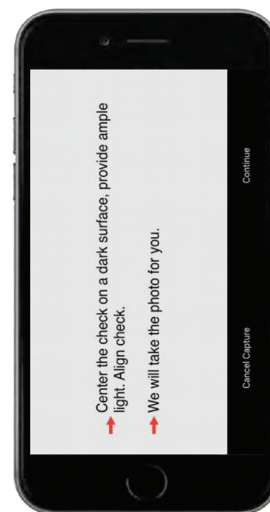 Center the check on a dark surface, provide ample
light. Align check.
We will take the photo for you.
Cancel Capture
Continue